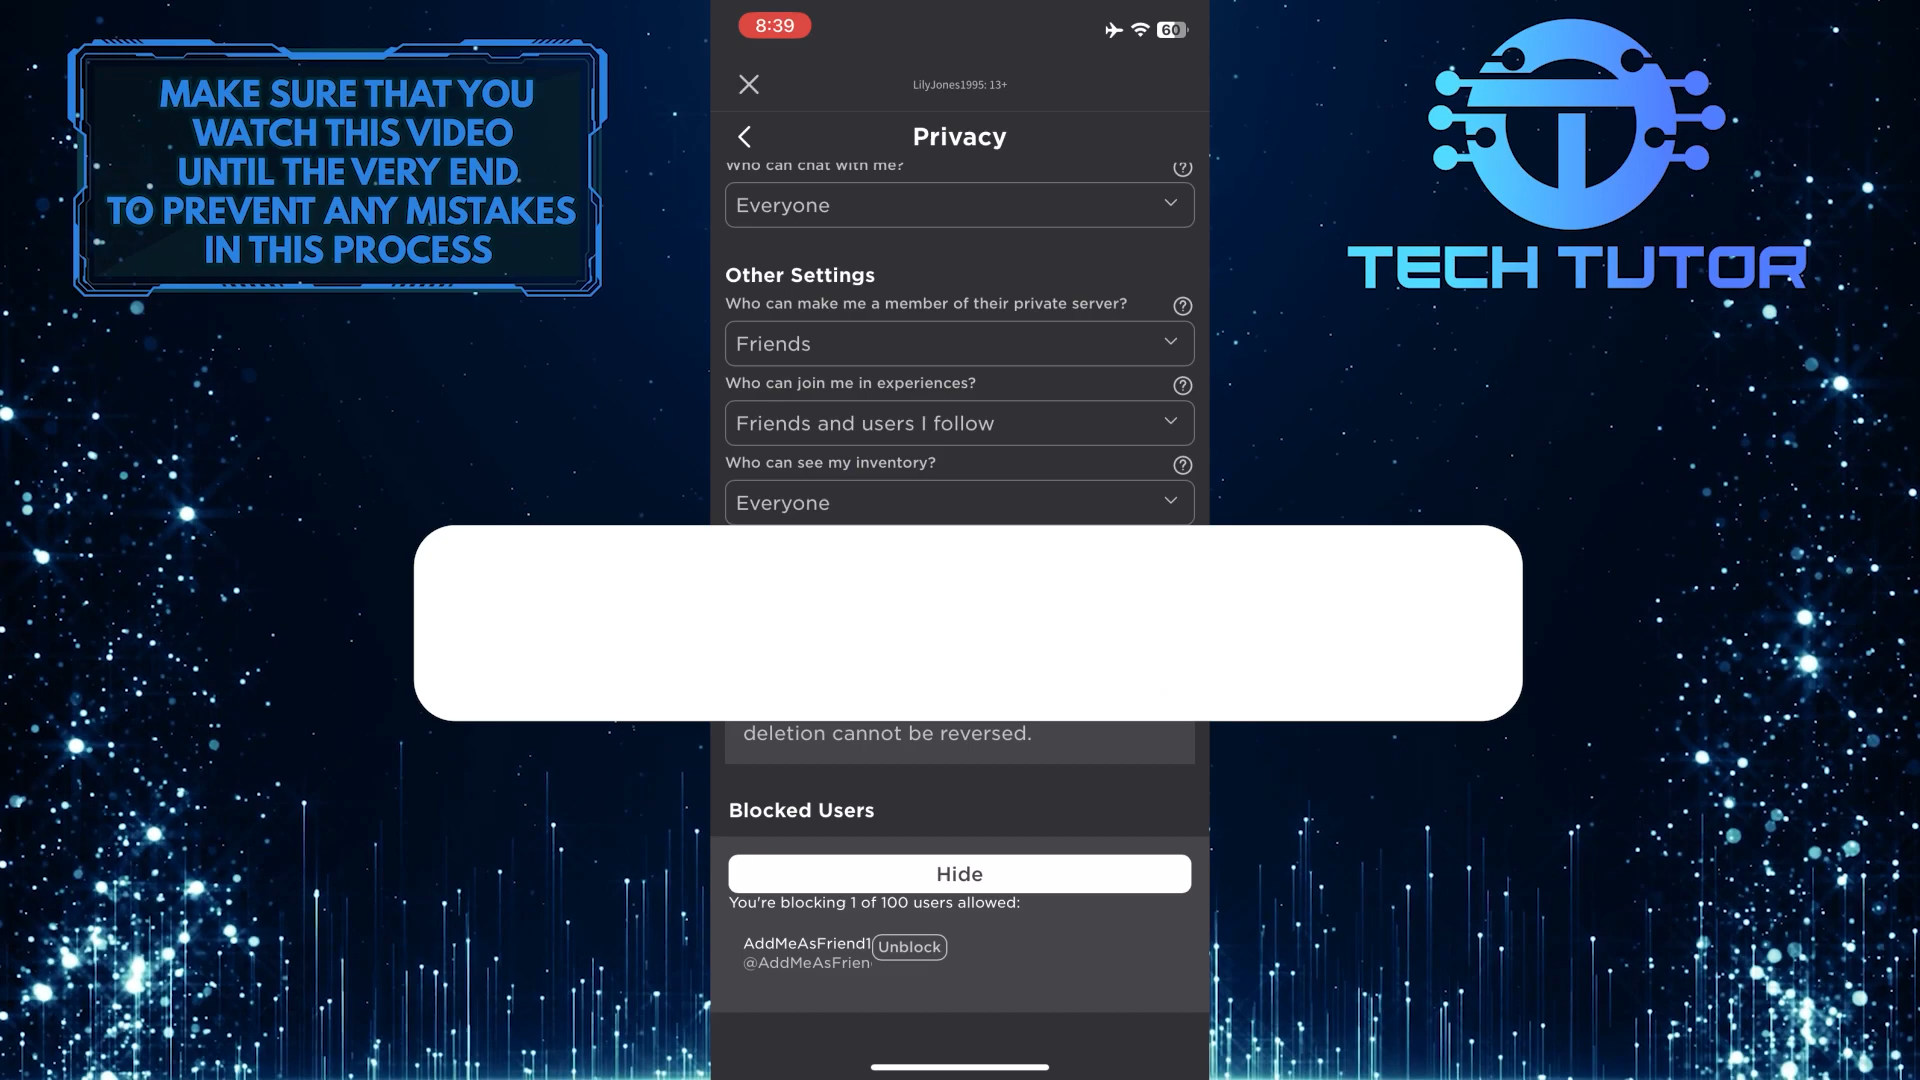 MAKE SURE THAT YOU
WATCH THIS VIDEO
UNTIL THE VERY END
TO PREVENT ANY MISTAKES
IN THIS PROCESS
8:39
60
LilyJones1995: 13+
Privacy
Who can chat with me?
Everyone
Other Settings
Who can make me a member of their private server?
Friends
Who can join me in experiences?
Friends and users I follow
Who can see my inventory?
Everyone
deletion cannot be reversed.
Blocked Users
Hide
You're blocking 1 of 100 users allowed:
AddMeAsFriend1
Unblock
@AddMeAsFrien
TECH TUTOR